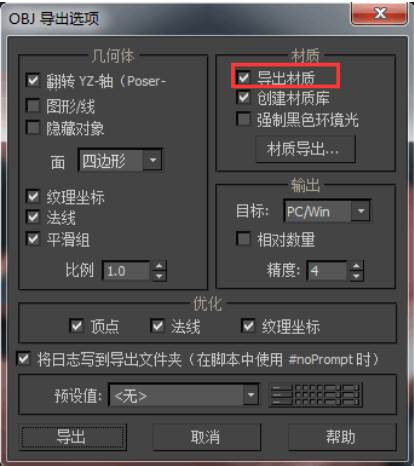 OBJ 导出选项
几何体
翻转 YZ-轴（Poser-
图形/线
隐藏对象
面 四边形
纹理坐标
法线
平滑组
比例 1.0
材质
导出材质
创建材质库
强制黑色环境光
材质导出...
输出
目标: PC/Win
相对数量
精度: 4
优化
顶点 法线 纹理坐标
将日志写到导出文件夹（在脚本中使用 #noPrompt 时）
预设值: <无>
导出 取消 帮助